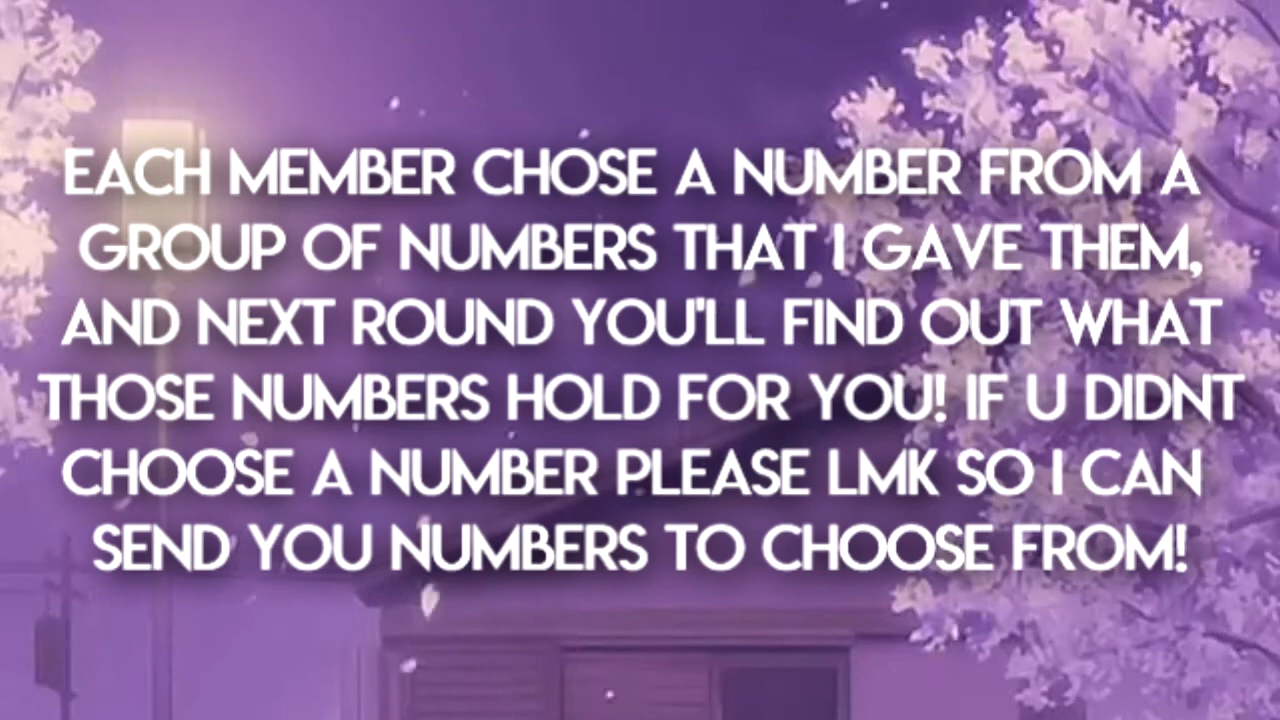 EACH MEMBER CHOSE A NUMBER FROM A
GROUP OF NUMBERS THAT I GAVE THEM,
AND NEXT ROUND YOU'LL FIND OUT WHAT
THOSE NUMBERS HOLD FOR YOU! IF U DIDNT
CHOOSE A NUMBER PLEASE LMK SO I CAN
SEND YOU NUMBERS TO CHOOSE FROM!